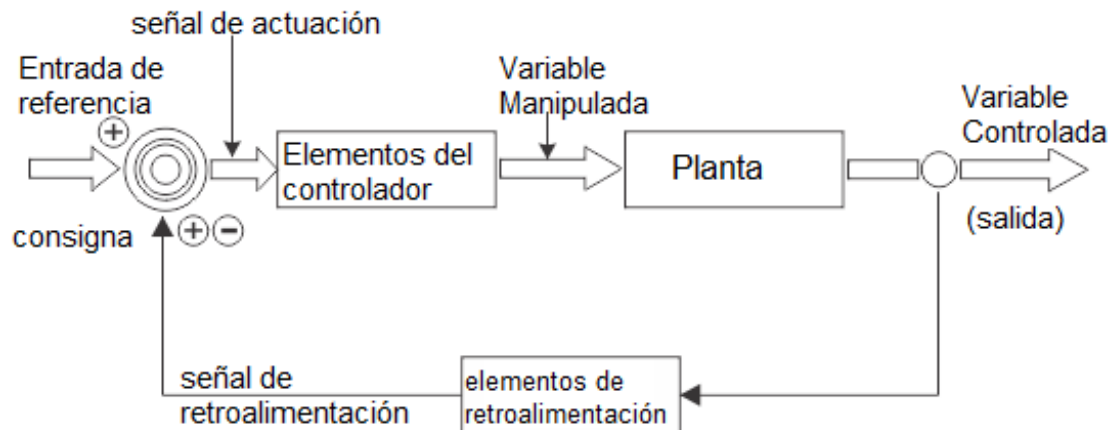 señal de actuación
Entrada de
referencia
+
consigna
+ −
Elementos del
controlador
Variable
Manipulada
Planta
Variable
Controlada
(salida)
señal de
retroalimentación
elementos de
retroalimentación